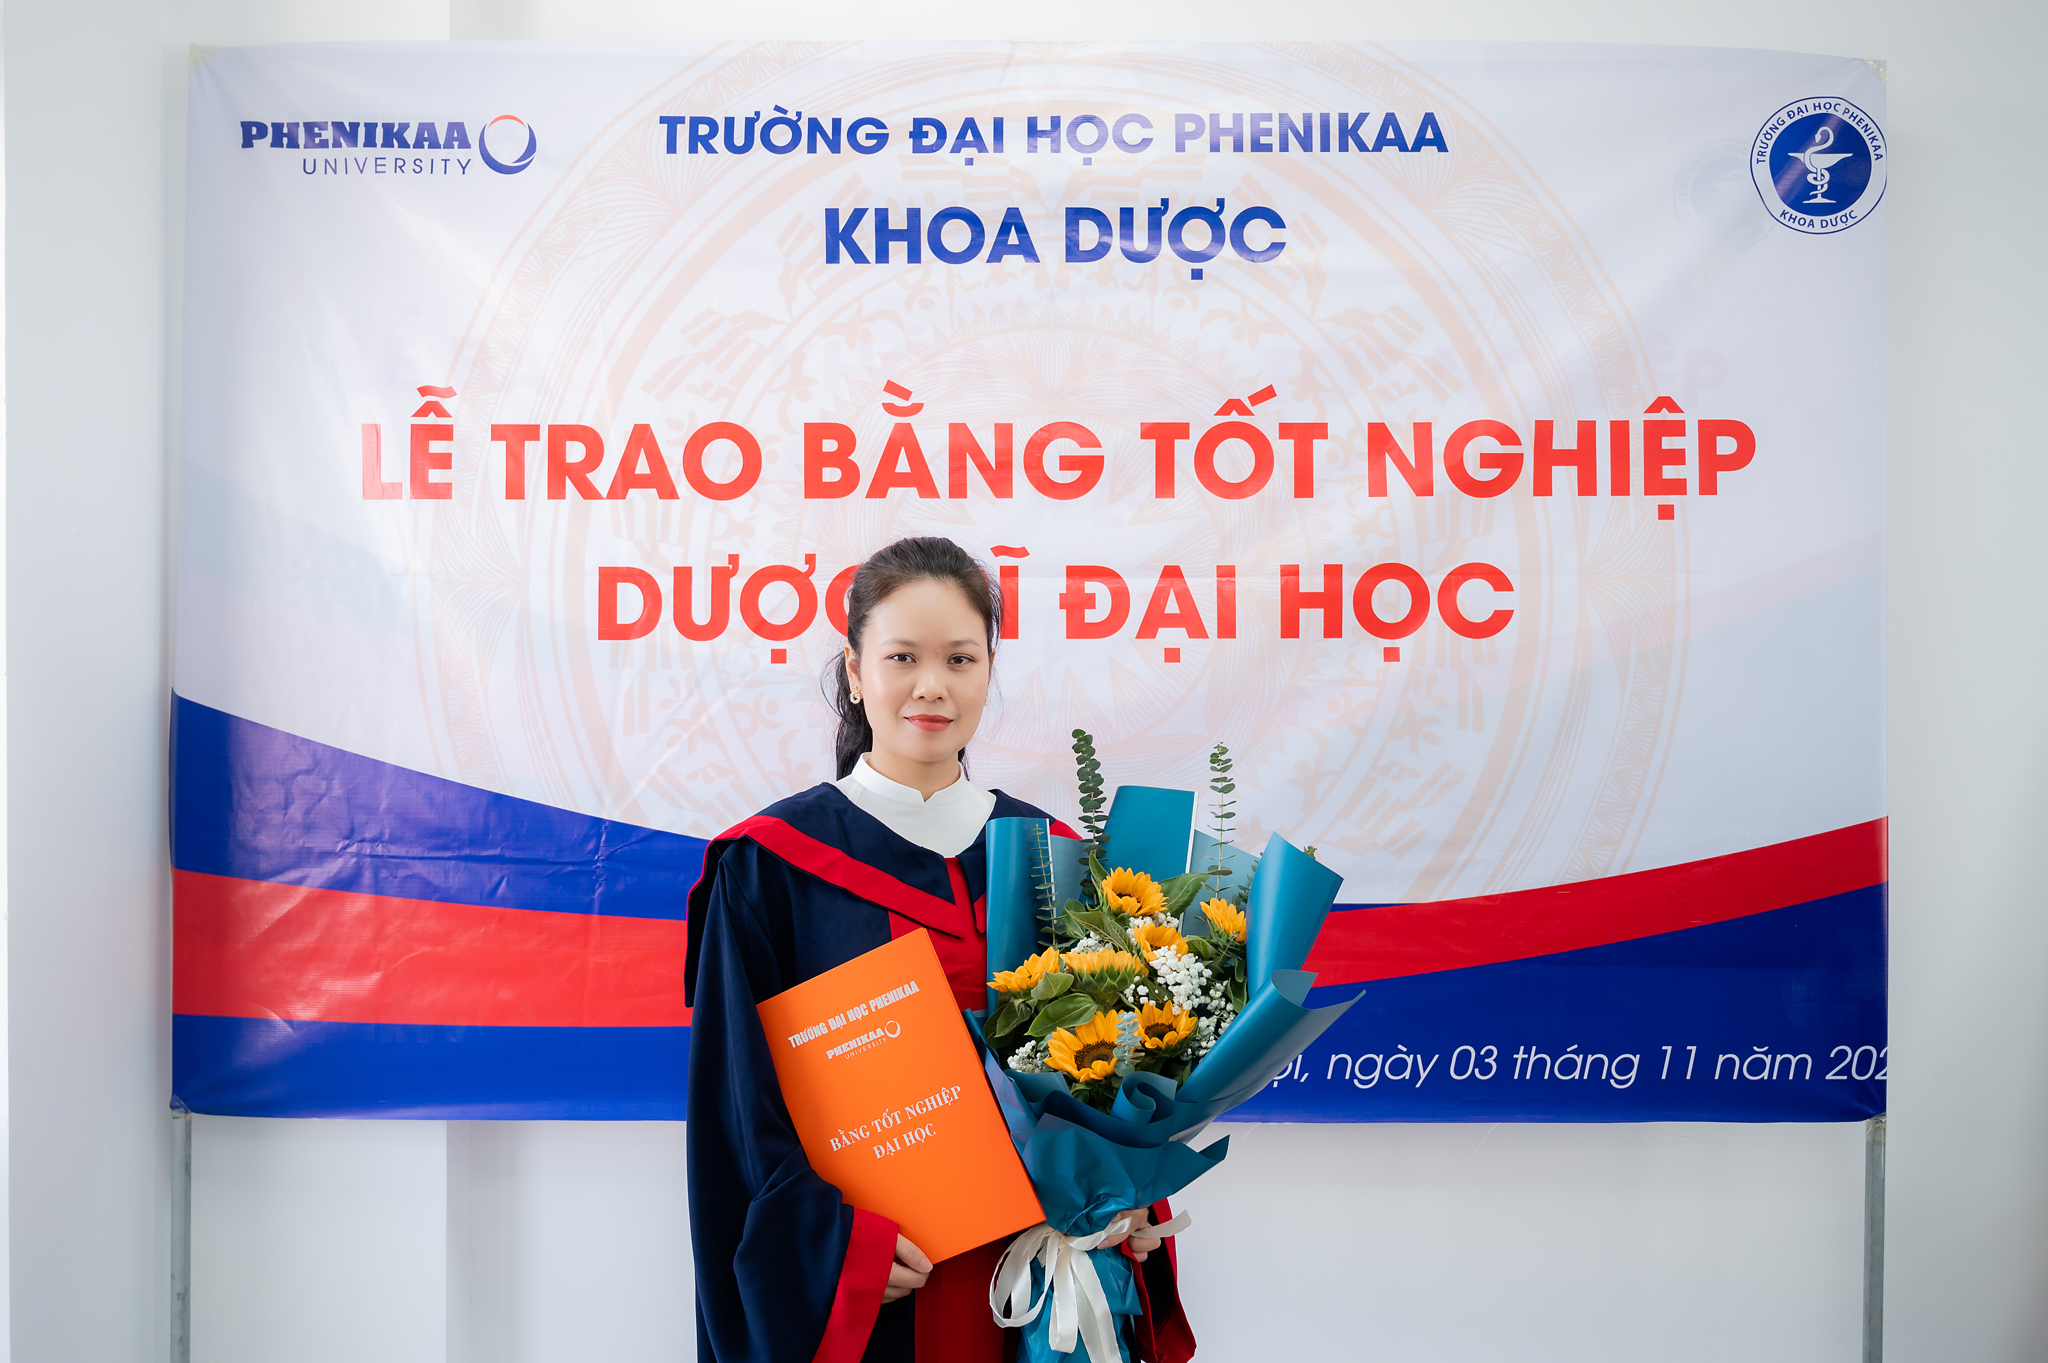 PHENIKAA
UNIVERSITY
TRƯỜNG ĐẠI HỌC PHENIKAA
KHOA DƯỢC
TRƯỜNG ĐẠI HỌC PHENIKAA
KHOA DƯỢC
LỄ TRAO BẰNG TỐT NGHIỆP
DƯỢC SĨ ĐẠI HỌC
ngày 03 tháng 11 năm 202
TRƯỜNG ĐẠI HỌC PHENIKAA
PHENIKAA
UNIVERSITY
BẰNG TỐT NGHIỆP
ĐẠI HỌC